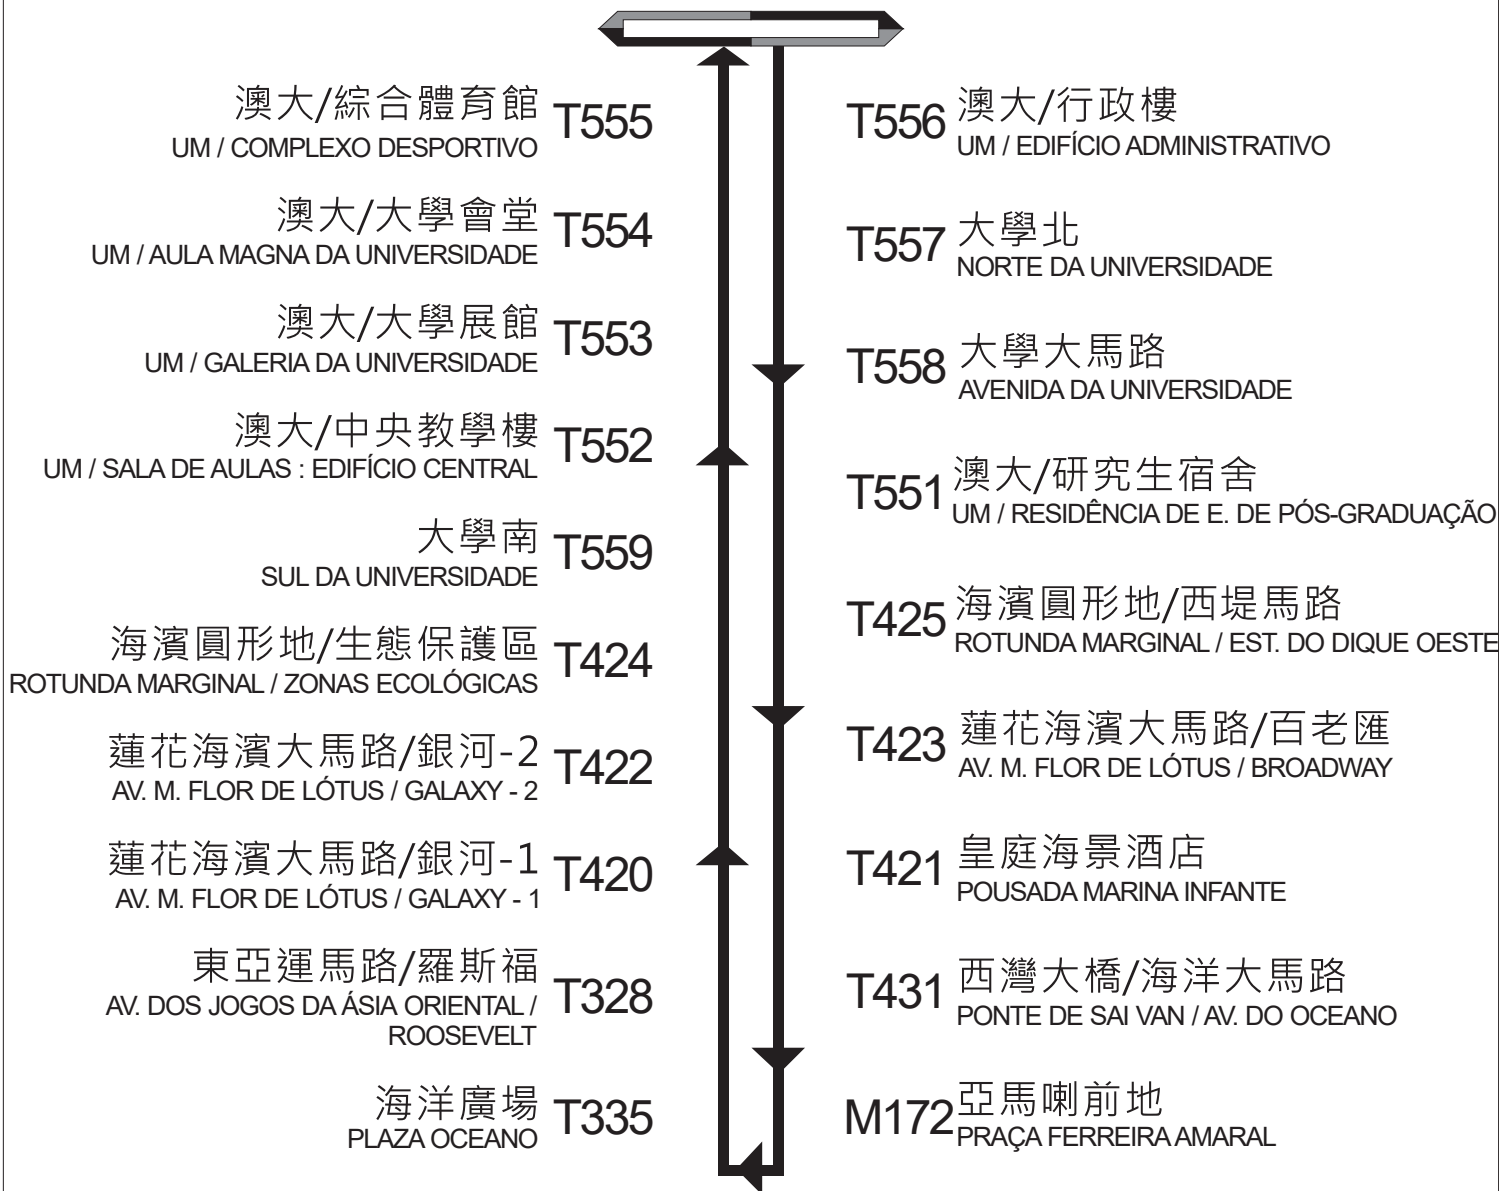 澳大/綜合體育館
UM / COMPLEXO DESPORTIVO
T555
澳大/大學會堂
UM / AULA MAGNA DA UNIVERSIDADE
T554
澳大/大學展館
UM / GALERIA DA UNIVERSIDADE
T553
澳大/中央教學樓
UM / SALA DE AULAS : EDIFÍCIO CENTRAL
T552
大學南
SUL DA UNIVERSIDADE
T559
海濱圓形地/生態保護區
ROTUNDA MARGINAL / ZONAS ECOLÓGICAS
T424
蓮花海濱大馬路/銀河-2
AV. M. FLOR DE LÓTUS / GALAXY - 2
T422
蓮花海濱大馬路/銀河-1
AV. M. FLOR DE LÓTUS / GALAXY - 1
T420
東亞運馬路/羅斯福
AV. DOS JOGOS DA ÁSIA ORIENTAL /
ROOSEVELT
T328
海洋廣場
PLAZA OCEANO
T335
T556
澳大/行政樓
UM / EDIFÍCIO ADMINISTRATIVO
T557
大學北
NORTE DA UNIVERSIDADE
T558
大學大馬路
AVENIDA DA UNIVERSIDADE
T551
澳大/研究生宿舍
UM / RESIDÊNCIA DE E. DE PÓS-GRADUAÇÃO
T425
海濱圓形地/西堤馬路
ROTUNDA MARGINAL / EST. DO DIQUE OESTE
T423
蓮花海濱大馬路/百老匯
AV. M. FLOR DE LÓTUS / BROADWAY
T421
皇庭海景酒店
POUSADA MARINA INFANTE
T431
西灣大橋/海洋大馬路
PONTE DE SAI VAN / AV. DO OCEANO
M172
亞馬喇前地
PRAÇA FERREIRA AMARAL